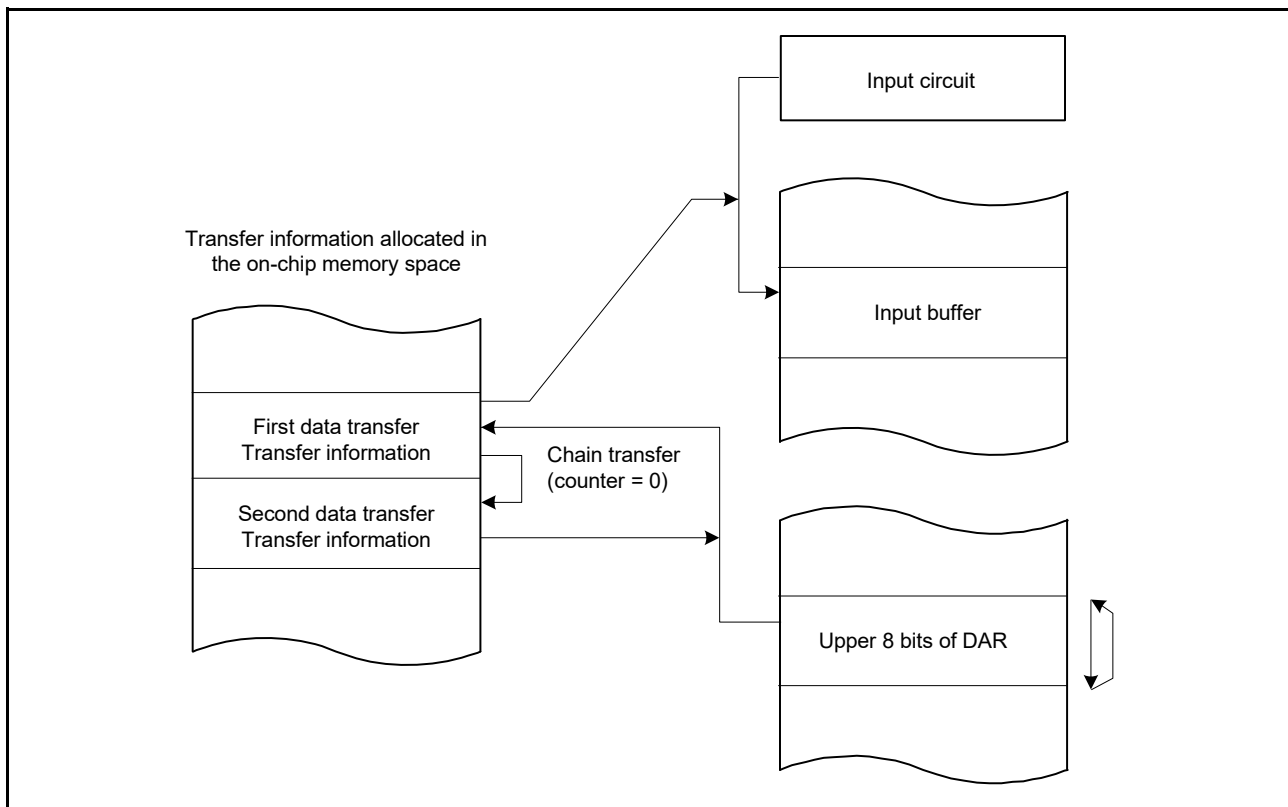 Input circuit
Transfer information allocated in
the on-chip memory space
Input buffer
First data transfer
Transfer information
Chain transfer
(counter = 0)
Second data transfer
Transfer information
Upper 8 bits of DAR